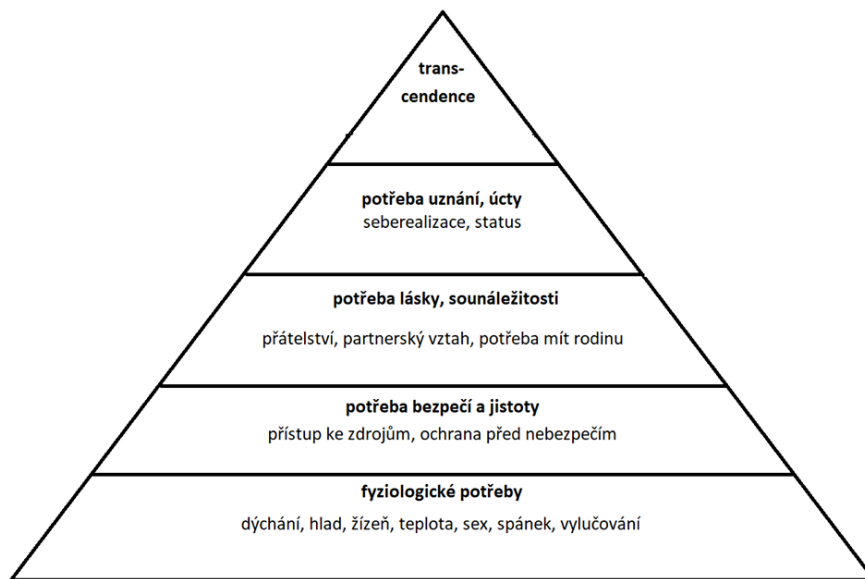 trans-
cendence
potřeba uznání, úcty
seberealizace, status
potřeba lásky, sounáležitosti
přátelství, partnerský vztah, potřeba mít rodinu
potřeba bezpečí a jistoty
přístup ke zdrojům, ochrana před nebezpečím
fyziologické potřeby
dýchání, hlad, žízeň, teplota, sex, spánek, vylučování